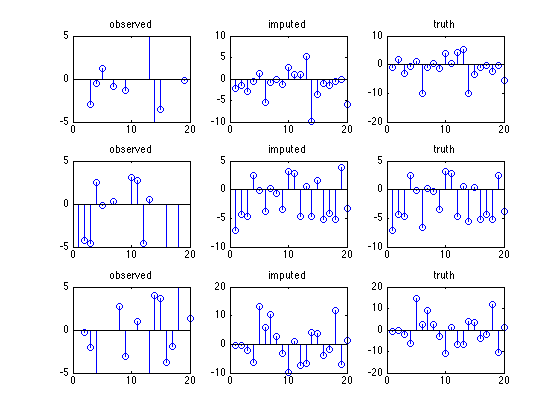 observed imputed truth
5 10 10
0 5 0
-5 0 -10
-5 -20
-10
0 10 20 0 10 20 0 10 20
observed imputed truth
5 5 5
0 0 0
-5 -5 -5
-10 -10
0 10 20 0 10 20 0 10 20
observed imputed truth
5 20 20
0 10 10
-5 0 0
-10 -10
-20
0 10 20 0 10 20 0 10 20